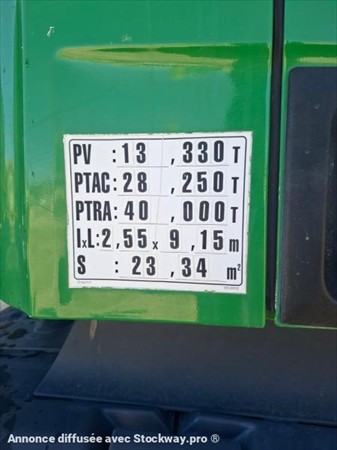 PV : 13 , 330 T
PTAC : 28 , 250 T
PTRA : 40 , 000 T
lxL : 2 , 55 x 9 , 15 m
S : 23 , 34 m²
Annonce diffusée avec Stockway.pro ®